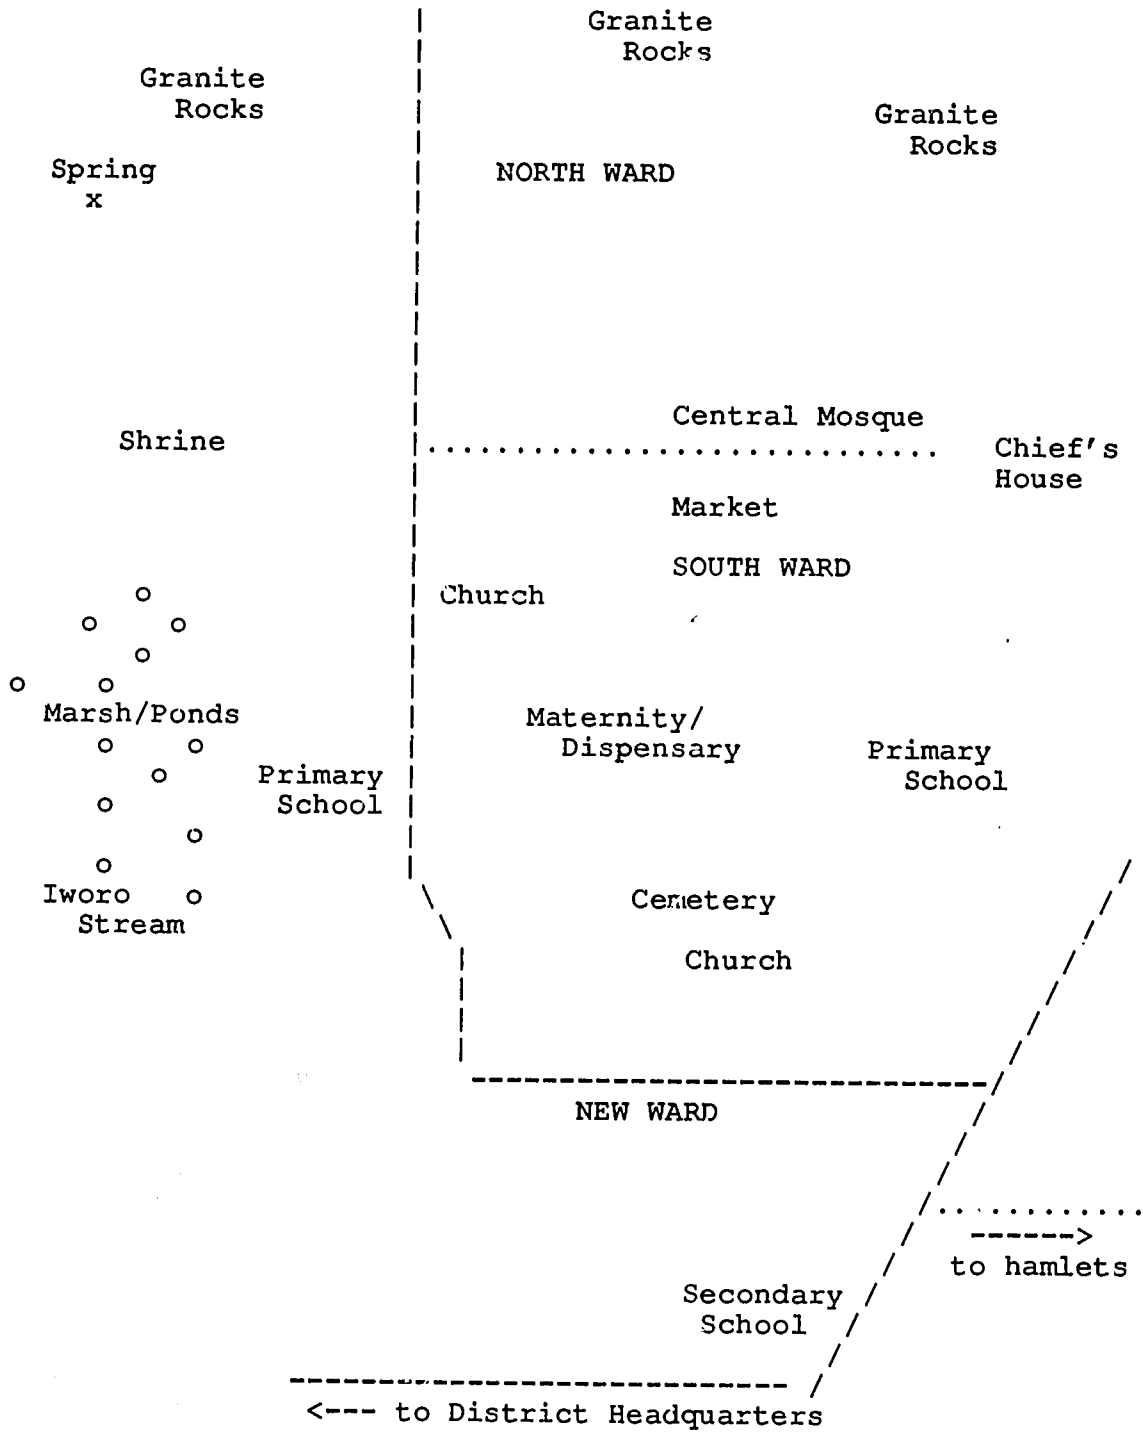 Granite
Rocks
Granite
Rocks
Granite
Rocks
Spring
x
NORTH WARD
Central Mosque
Shrine
Chief's
House
Market
SOUTH WARD
Church
Marsh/Ponds
Maternity/
Dispensary
Primary
School
Primary
School
Iworo
Stream
Cemetery
Church
NEW WARD
------>
to hamlets
Secondary
School
<--- to District Headquarters